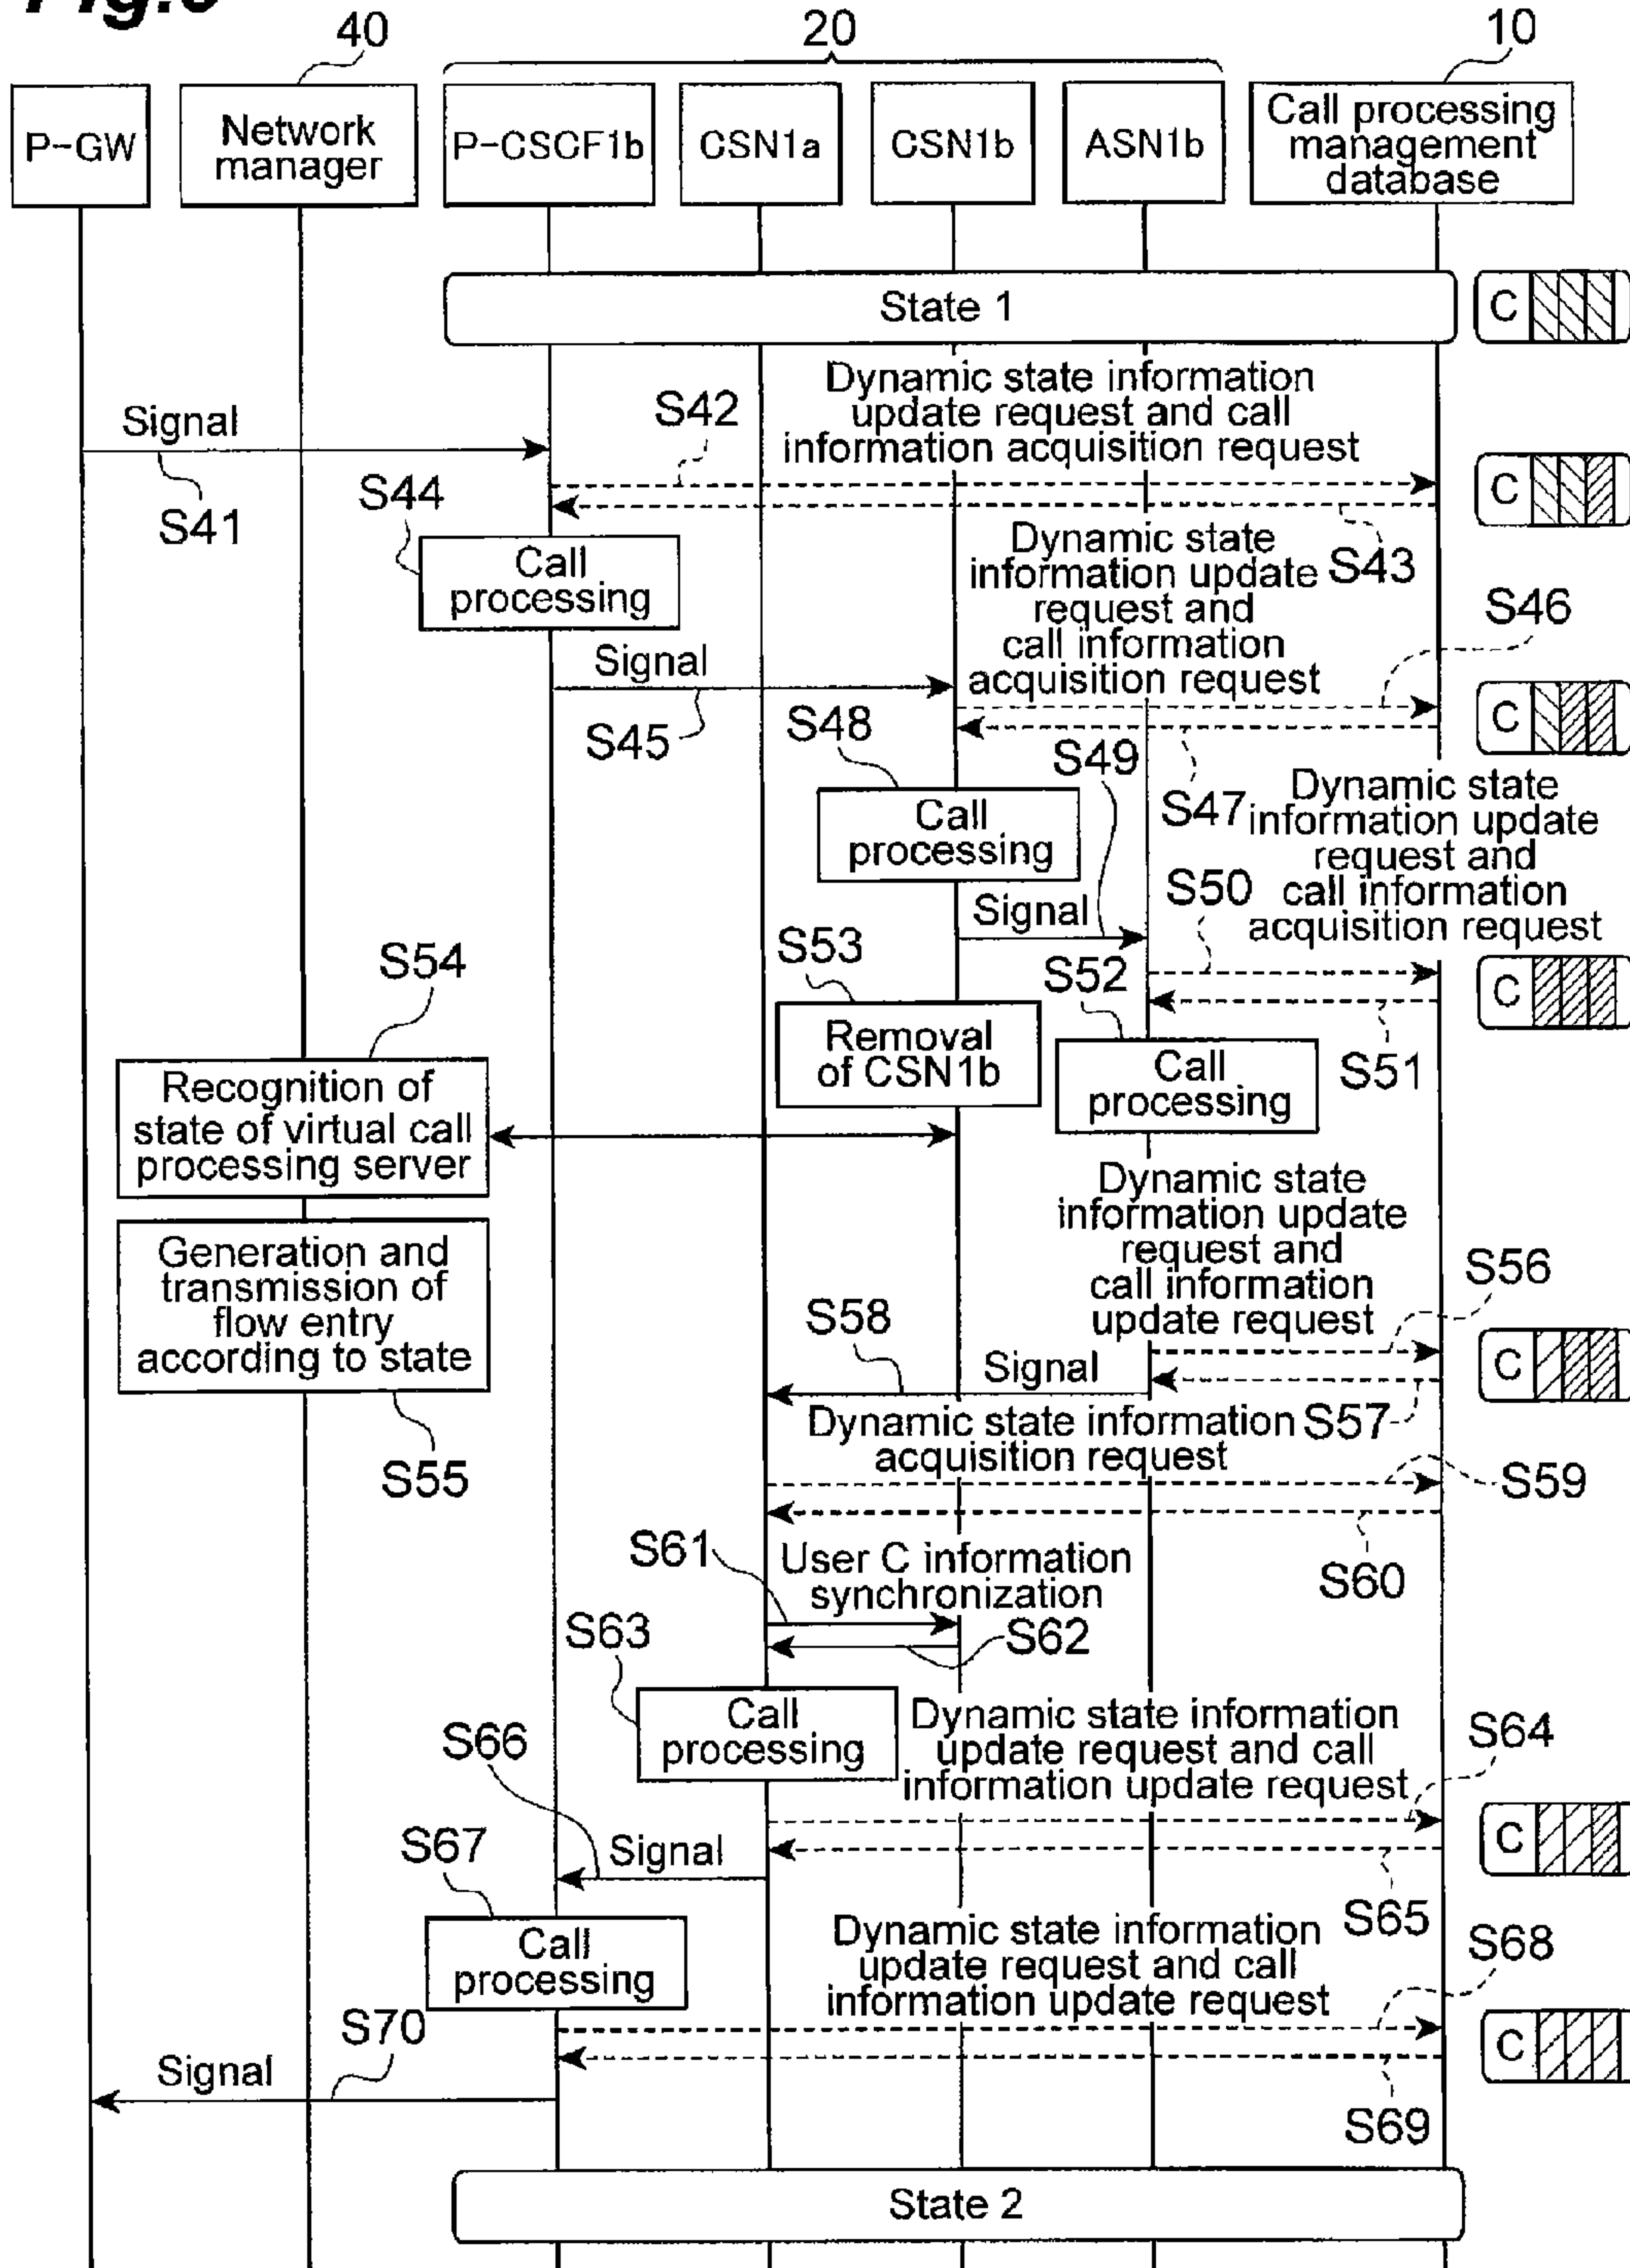 40
20
10
P-GW
Network
manager
P-CSCF1b
CSN1a
CSN1b
ASN1b
Call processing
management
database
State 1
C
Dynamic state information
update request and call
information acquisition request
Signal
S42
S41
C
S44
S43
Call
processing
Dynamic state
information update
request and
call information
acquisition request
S46
Signal
S45
C
S48
S49
S47
Call
processing
Dynamic state
information update
request and
call information
acquisition request
S50
Signal
S53
S54
S52
C
S51
Removal
of CSN1b
Call
processing
Recognition of
state of virtual call
processing server
Generation and
transmission of
flow entry
according to state
S55
Dynamic state
information update
request and
call information
update request
S56
S58
Signal
C
S57
Dynamic state information
acquisition request
S59
S60
S61
User C information
synchronization
S62
S63
Call
processing
Dynamic state information
update request and call
information update request
S64
S66
Signal
C
S65
S67
Call
processing
Dynamic state information
update request and call
information update request
S68
C
S70
Signal
S69
State 2